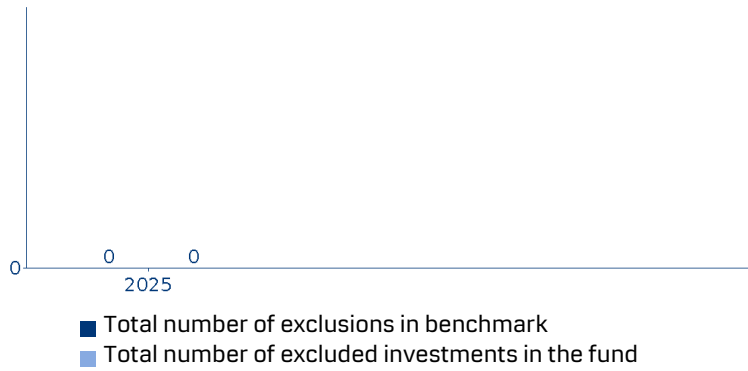 0 0
0
2025
Total number of exclusions in benchmark
Total number of excluded investments in the fund